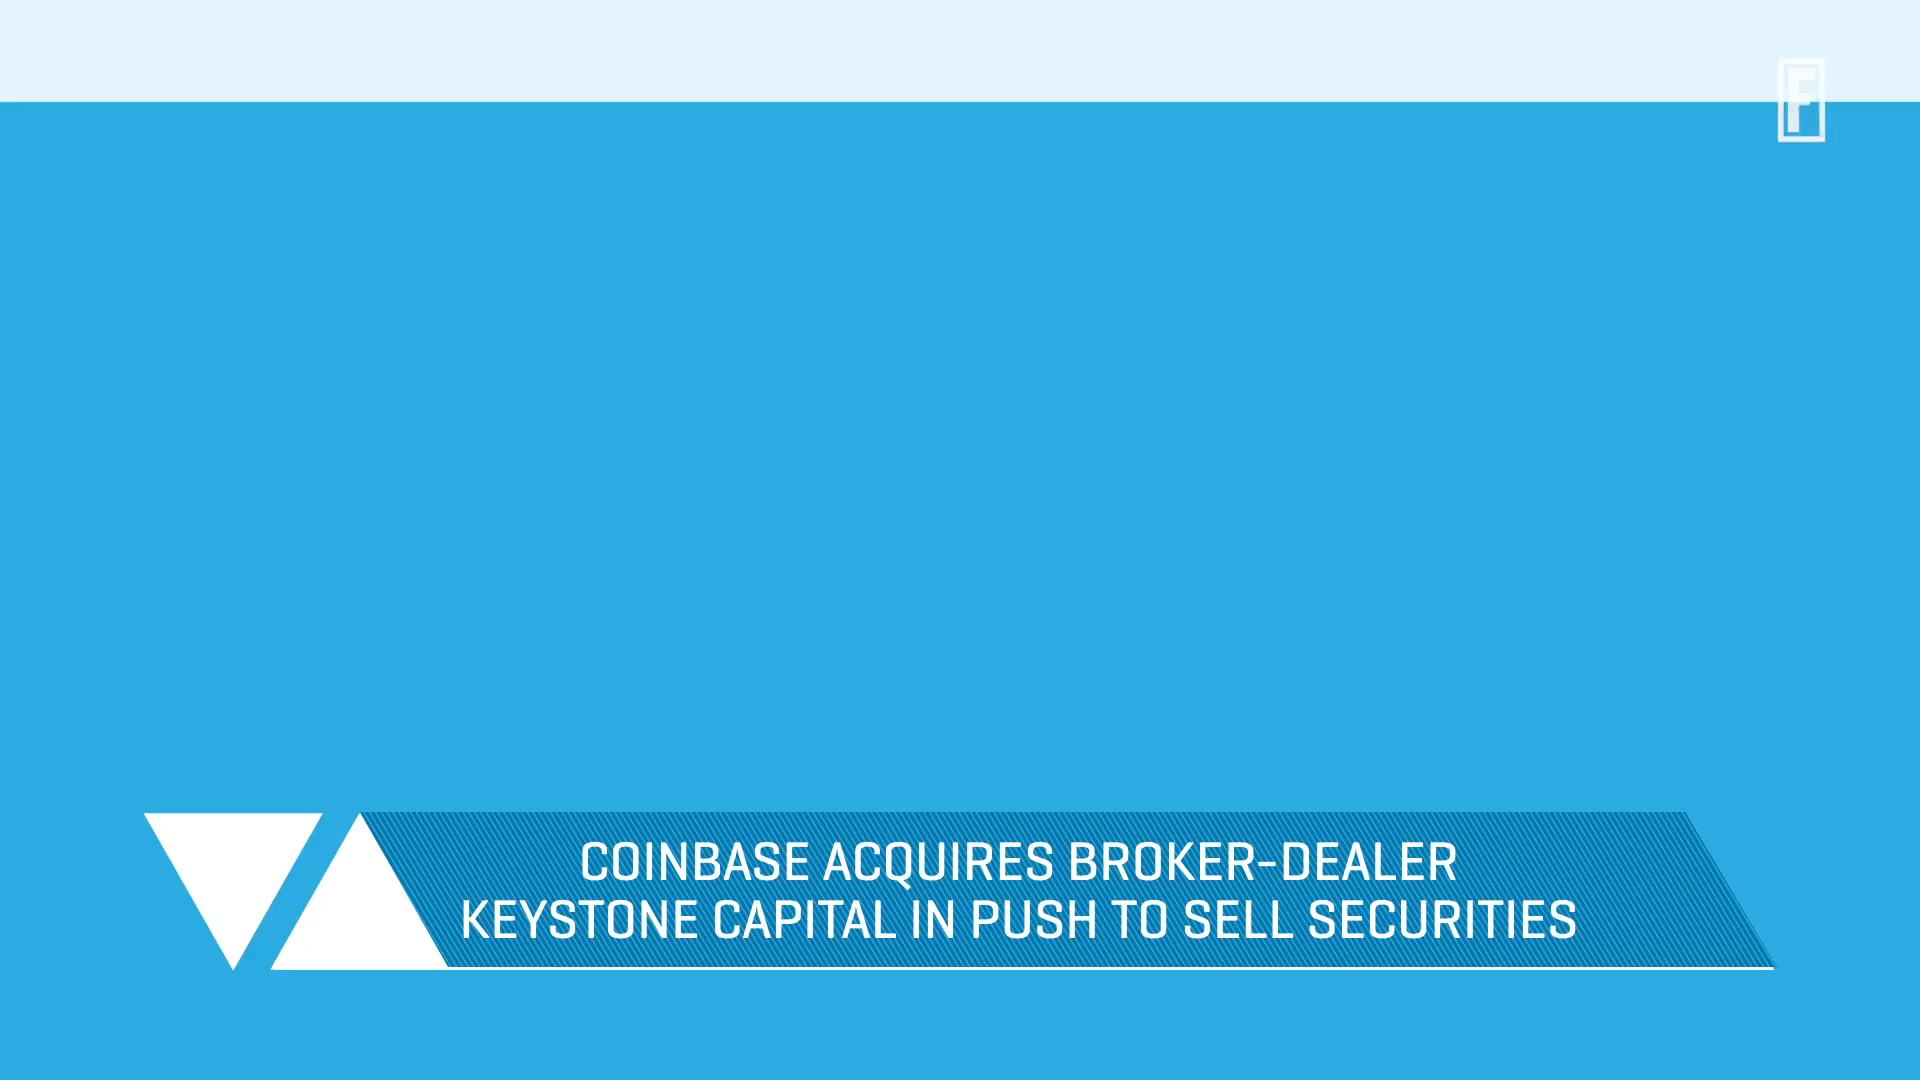 F
COINBASE ACQUIRES BROKER-DEALER
KEYSTONE CAPITAL IN PUSH TO SELL SECURITIES